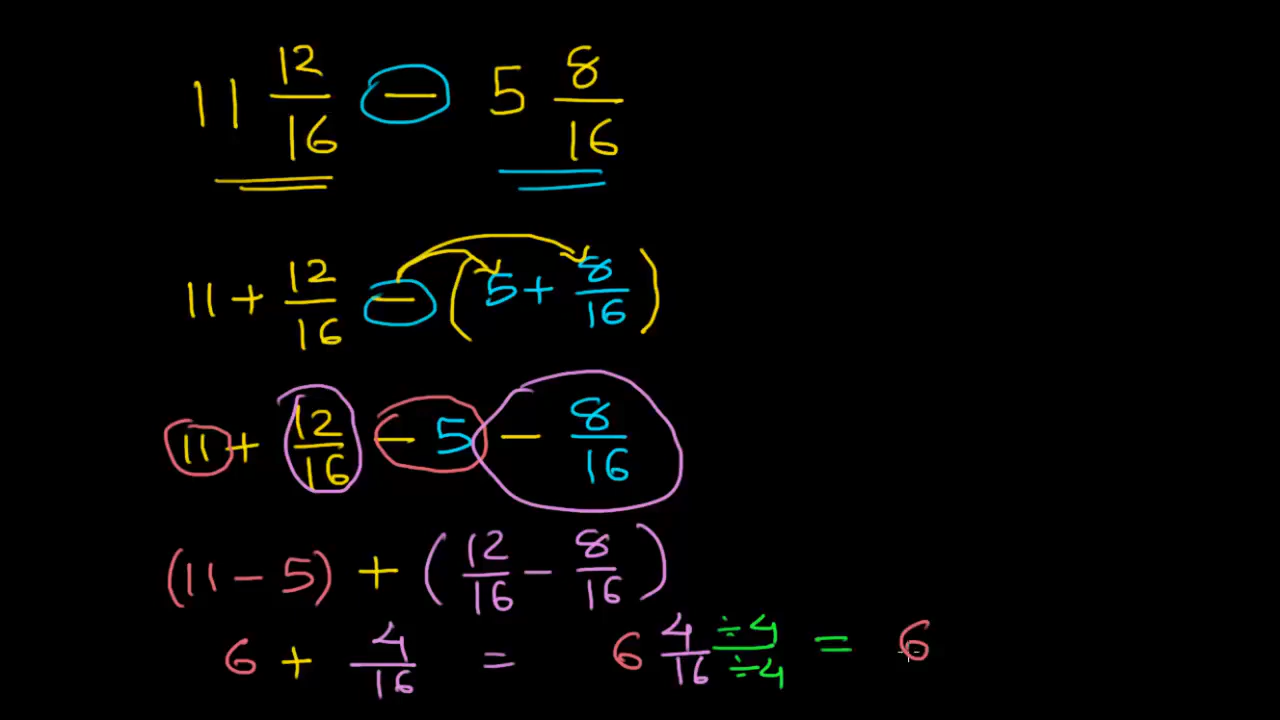 11 12/16 − 5 8/16
11 + 12/16 − (5 + 8/16)
11 + 12/16 − 5 − 8/16
(11 − 5) + (12/16 − 8/16)
6 + 4/16 = 6 4/16 ÷4/÷4 = 6